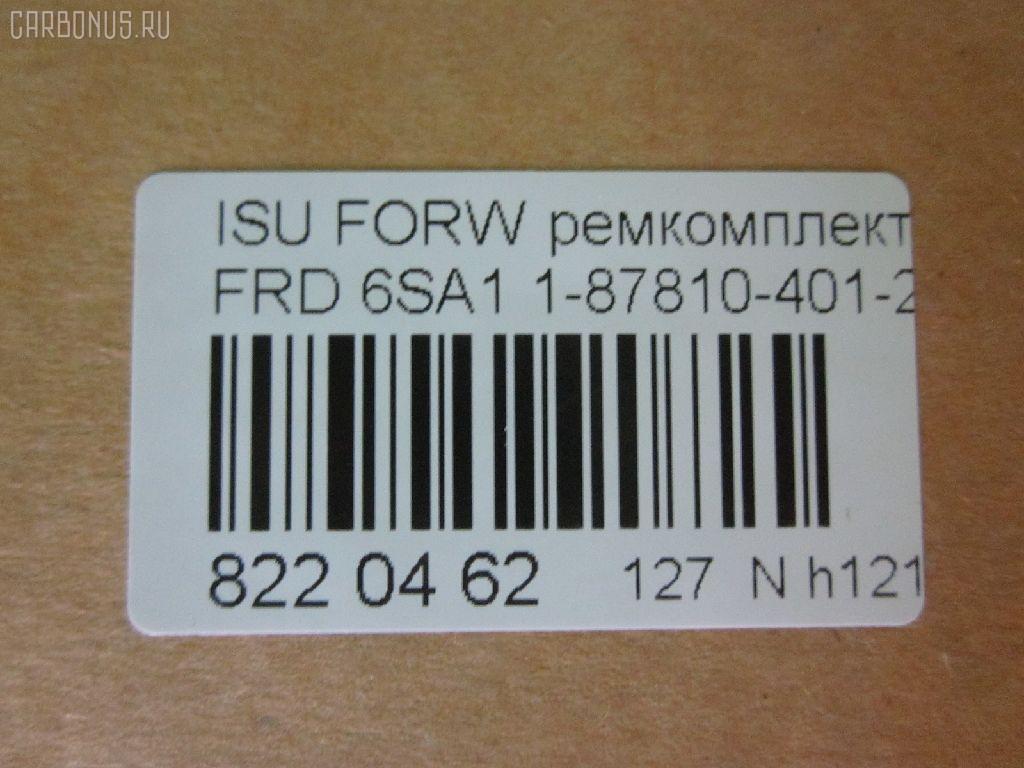 CARBONUS.RU
ISU FORW ремкомплект
FRD 6SA1 1-87810-401-2
822 04 62 127 N h121